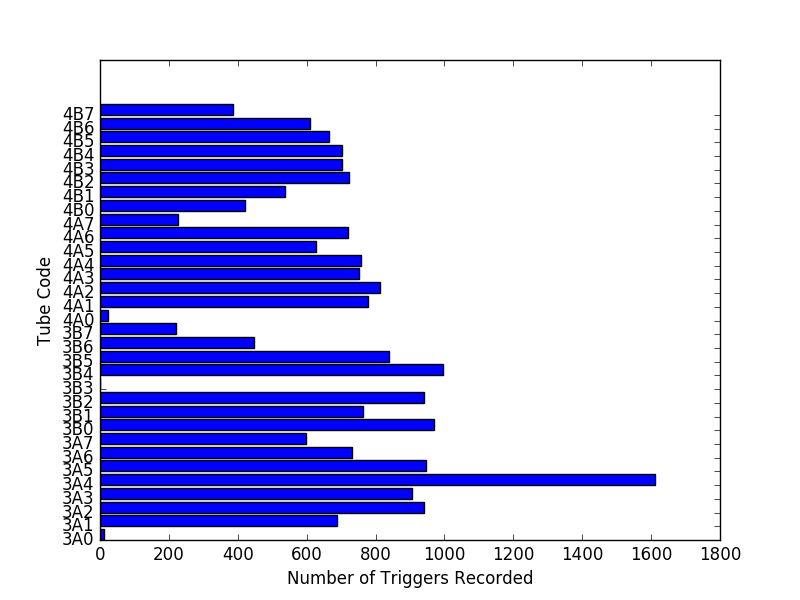 4B7
4B6
4B5
4B4
4B3
4B2
4B1
4B0
4A7
4A6
4A5
4A4
4A3
4A2
4A1
4A0
3B7
3B6
3B5
3B4
3B3
3B2
3B1
3B0
3A7
3A6
3A5
3A4
3A3
3A2
3A1
3A0
Tube Code
0 200 400 600 800 1000 1200 1400 1600 1800
Number of Triggers Recorded